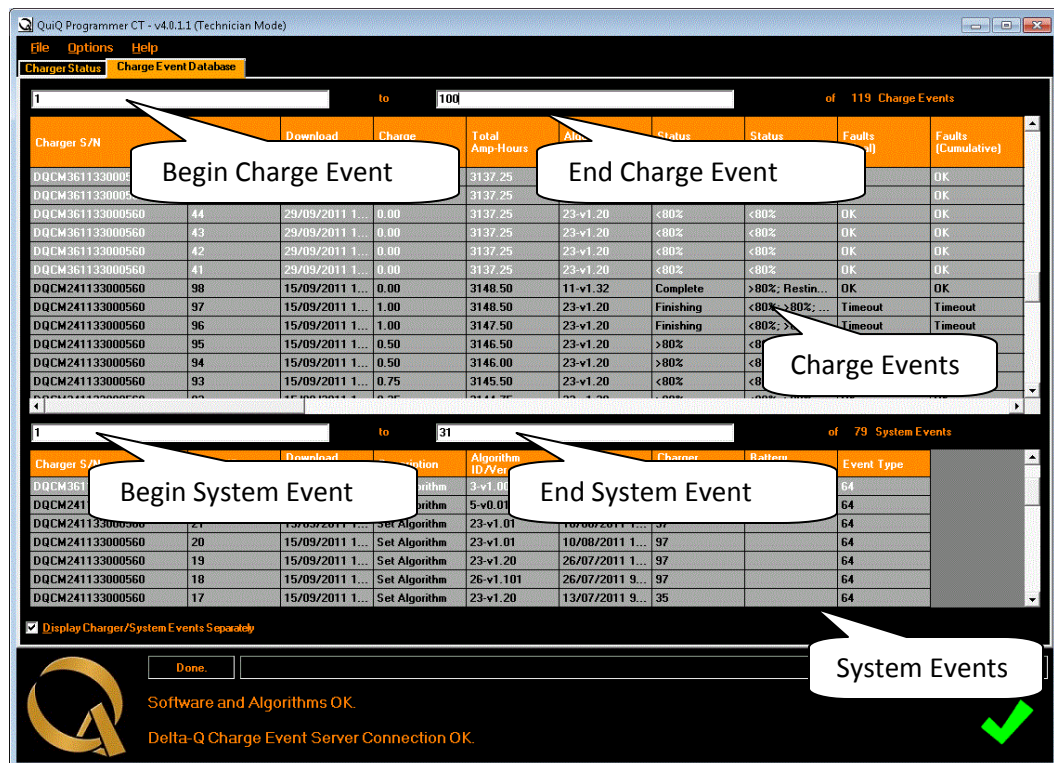 QuiQ Programmer CT - v4.0.1.1 (Technician Mode)
File Options Help
Charger Status Charge Event Database
1 to 100 of 119 Charge Events
Charger S/N Download Charge Total Amp-Hours Status Status Faults Faults (Cumulative)
Begin Charge Event End Charge Event
3137.25 OK
3137.25 OK
DQCM361133000560 44 29/09/2011 1... 0.00 3137.25 23-v1.20 <80% <80% OK OK
DQCM361133000560 43 29/09/2011 1... 0.00 3137.25 23-v1.20 <80% <80% OK OK
DQCM361133000560 42 29/09/2011 1... 0.00 3137.25 23-v1.20 <80% <80% OK OK
DQCM361133000560 41 29/09/2011 1... 0.00 3137.25 23-v1.20 <80% <80% OK OK
DQCM241133000560 98 15/09/2011 1... 0.00 3148.50 11-v1.32 Complete >80%; Restin... OK OK
DQCM241133000560 97 15/09/2011 1... 1.00 3148.50 23-v1.20 Finishing <80%; >80%; ... Timeout Timeout
DQCM241133000560 96 15/09/2011 1... 1.00 3147.50 23-v1.20 Finishing <80%; Timeout Timeout
DQCM241133000560 95 15/09/2011 1... 0.50 3146.50 23-v1.20 >80%
DQCM241133000560 94 15/09/2011 1... 0.50 3146.00 23-v1.20 >80%
DQCM241133000560 93 15/09/2011 1... 0.75 3145.50 23-v1.20 <80%
Charge Events
1 to 31 of 79 System Events
Charger S/N Download Algorithm Charger Battery Event Type
Begin System Event End System Event
64
5-v0.01 64
Set Algorithm 23-v1.01 64
DQCM241133000560 20 15/09/2011 1... Set Algorithm 23-v1.01 10/08/2011 1... 97 64
DQCM241133000560 19 15/09/2011 1... Set Algorithm 23-v1.20 26/07/2011 1... 97 64
DQCM241133000560 18 15/09/2011 1... Set Algorithm 26-v1.101 26/07/2011 9... 97 64
DQCM241133000560 17 15/09/2011 1... Set Algorithm 23-v1.20 13/07/2011 9... 35 64
Display Charger/System Events Separately
System Events
Done.
Software and Algorithms OK.
Delta-Q Charge Event Server Connection OK.